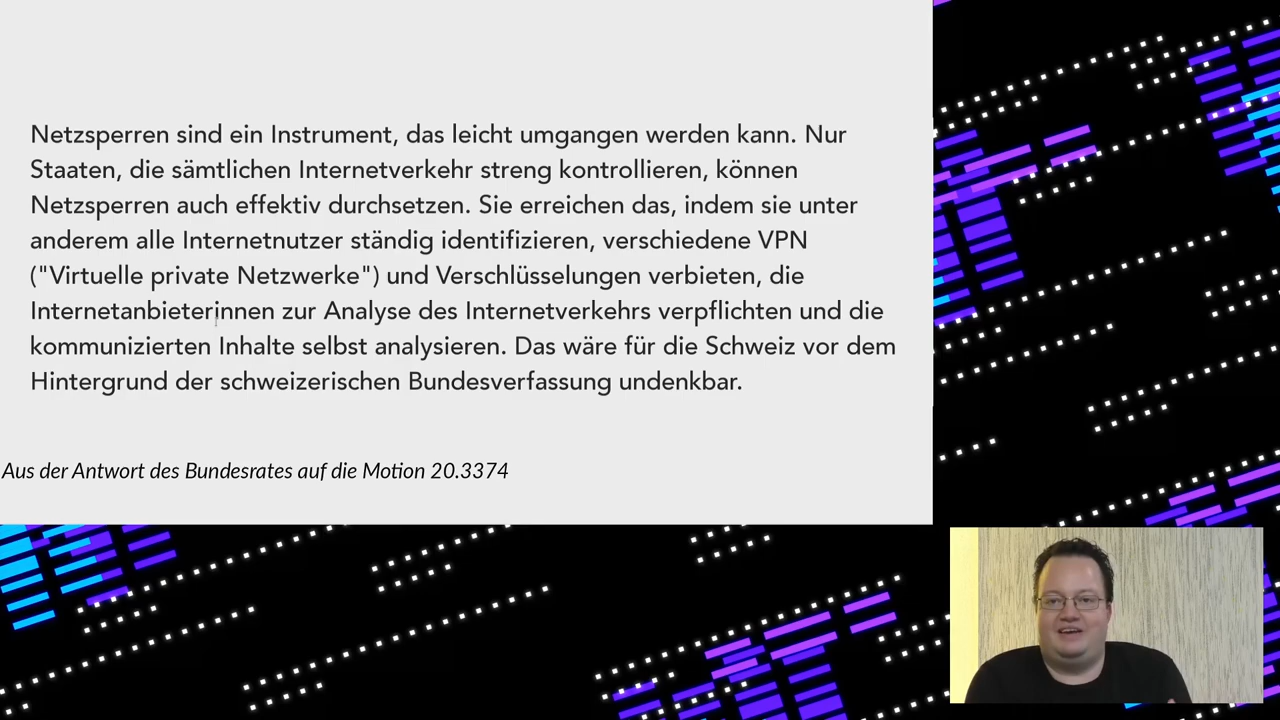 Netzsperren sind ein Instrument, das leicht umgangen werden kann. Nur
Staaten, die sämtlichen Internetverkehr streng kontrollieren, können
Netzsperren auch effektiv durchsetzen. Sie erreichen das, indem sie unter
anderem alle Internetnutzer ständig identifizieren, verschiedene VPN
("Virtuelle private Netzwerke") und Verschlüsselungen verbieten, die
Internetanbieterinnen zur Analyse des Internetverkehrs verpflichten und die
kommunizierten Inhalte selbst analysieren. Das wäre für die Schweiz vor dem
Hintergrund der schweizerischen Bundesverfassung undenkbar.
Aus der Antwort des Bundesrates auf die Motion 20.3374